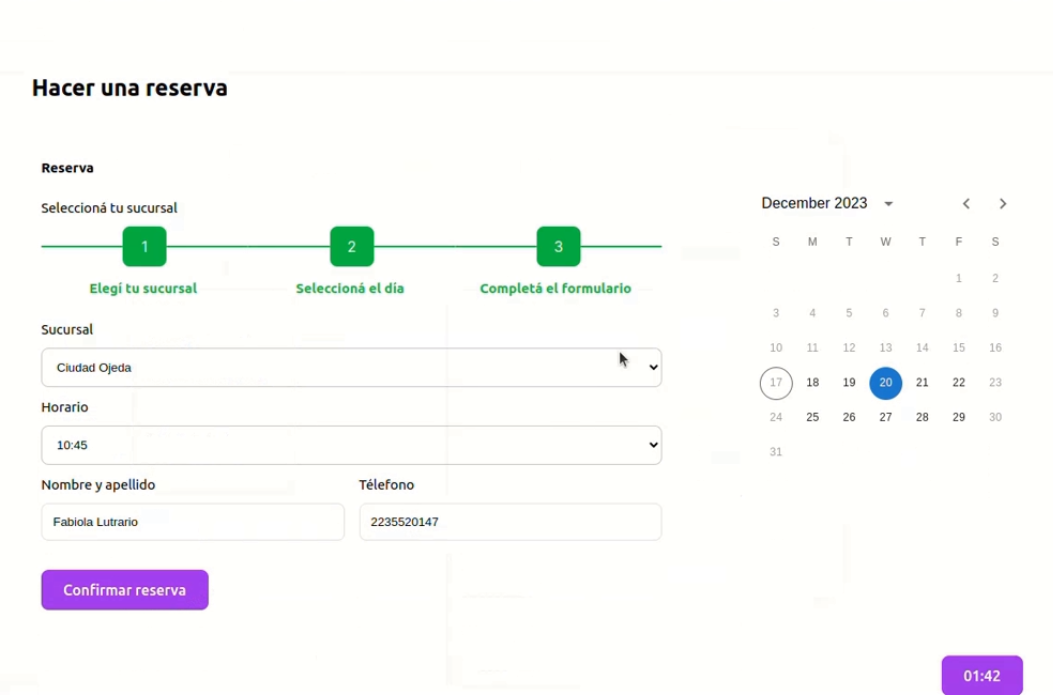 Hacer una reserva
Reserva
Seleccioná tu sucursal
1 2 3
Elegí tu sucursal Seleccioná el día Completá el formulario
Sucursal
Ciudad Ojeda
Horario
10:45
Nombre y apellido Télefono
Fabiola Lutrario 2235520147
Confirmar reserva
December 2023
S M T W T F S
1 2
3 4 5 6 7 8 9
10 11 12 13 14 15 16
17 18 19 20 21 22 23
24 25 26 27 28 29 30
31
01:42